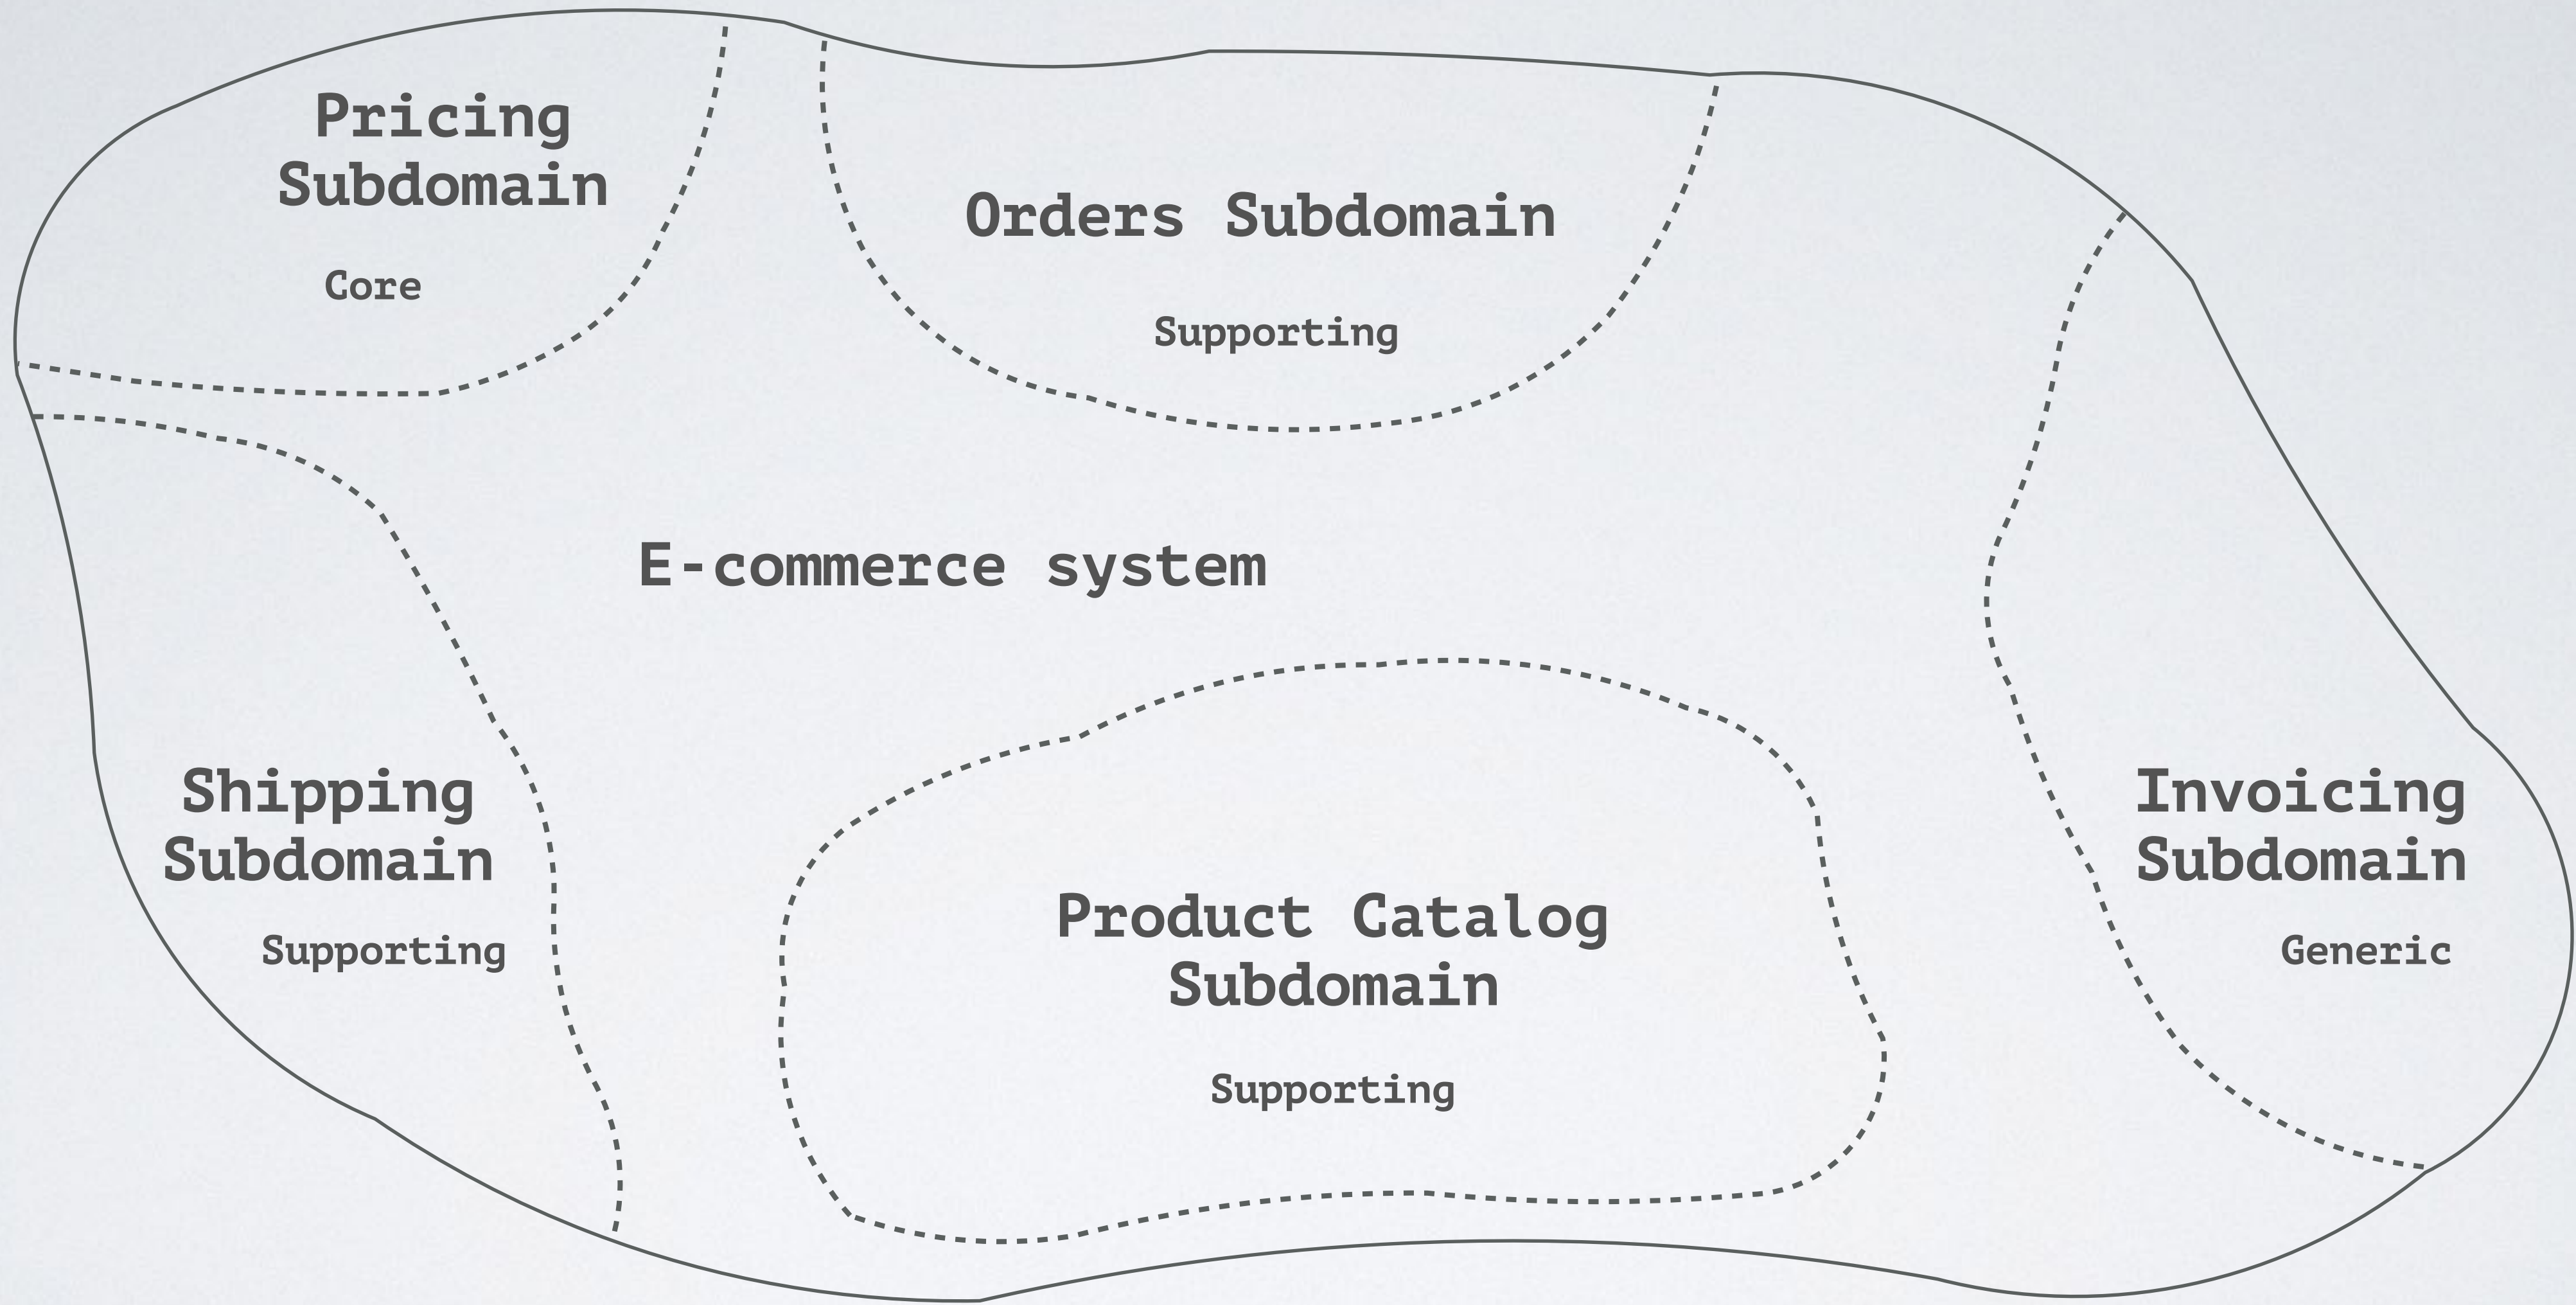 Pricing
Subdomain
Core
Orders Subdomain
Supporting
E-commerce system
Shipping
Subdomain
Supporting
Product Catalog
Subdomain
Supporting
Invoicing
Subdomain
Generic